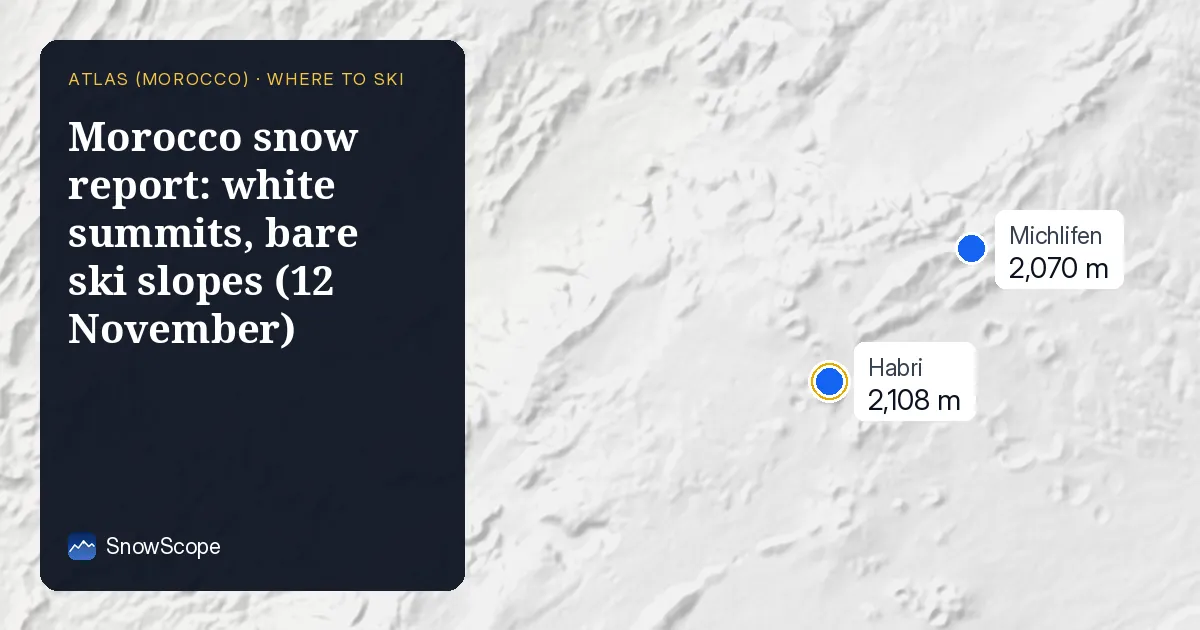 ATLAS (MOROCCO) · WHERE TO SKI
Morocco snow
report: white
summits, bare
ski slopes (12
November)
SnowScope
Michlifen
2,070 m
Habri
2,108 m